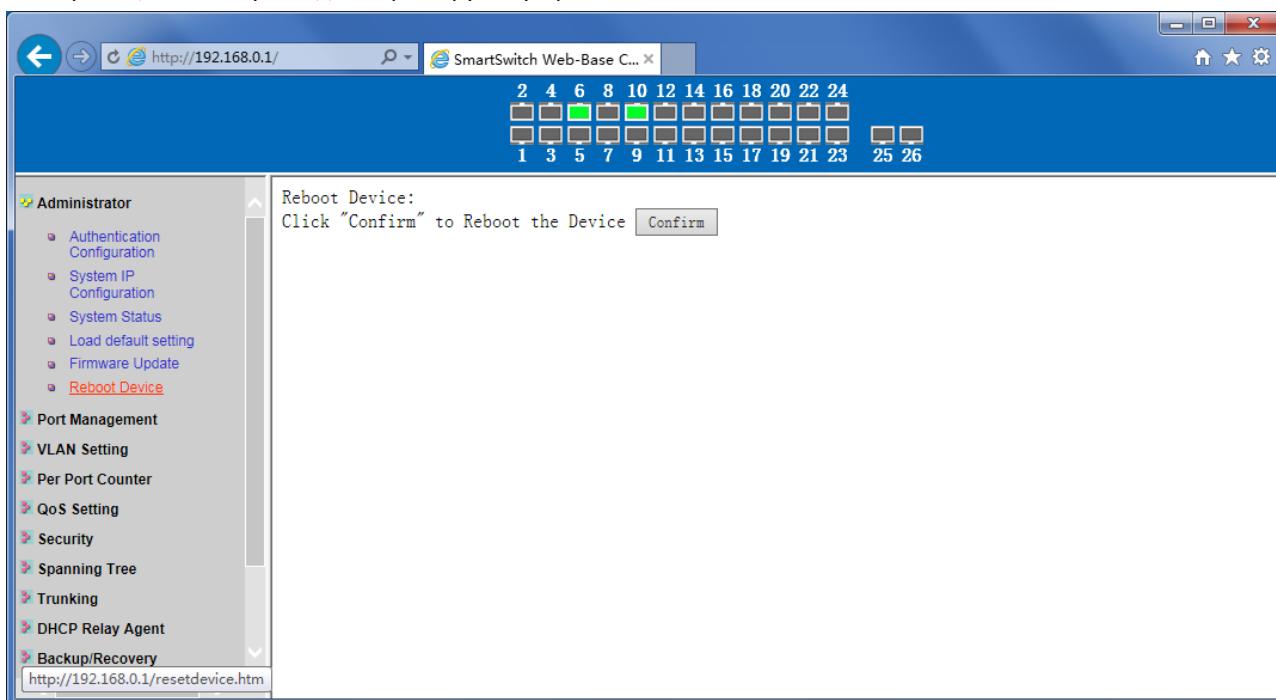 http://192.168.0.1/
SmartSwitch Web-Base C...
2 4 6 8 10 12 14 16 18 20 22 24
1 3 5 7 9 11 13 15 17 19 21 23 25 26
Administrator
Authentication
Configuration
System IP
Configuration
System Status
Load default setting
Firmware Update
Reboot Device
Port Management
VLAN Setting
Per Port Counter
QoS Setting
Security
Spanning Tree
Trunking
DHCP Relay Agent
Backup/Recovery
http://192.168.0.1/resetdevice.htm
Reboot Device:
Click "Confirm" to Reboot the Device Confirm